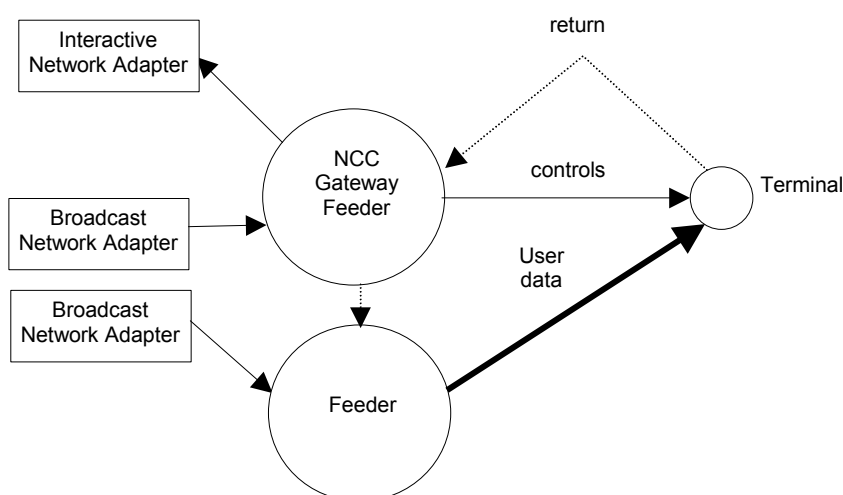 return
Interactive
Network Adapter
NCC
Gateway
Feeder
controls
Terminal
Broadcast
Network Adapter
User
data
Broadcast
Network Adapter
Feeder